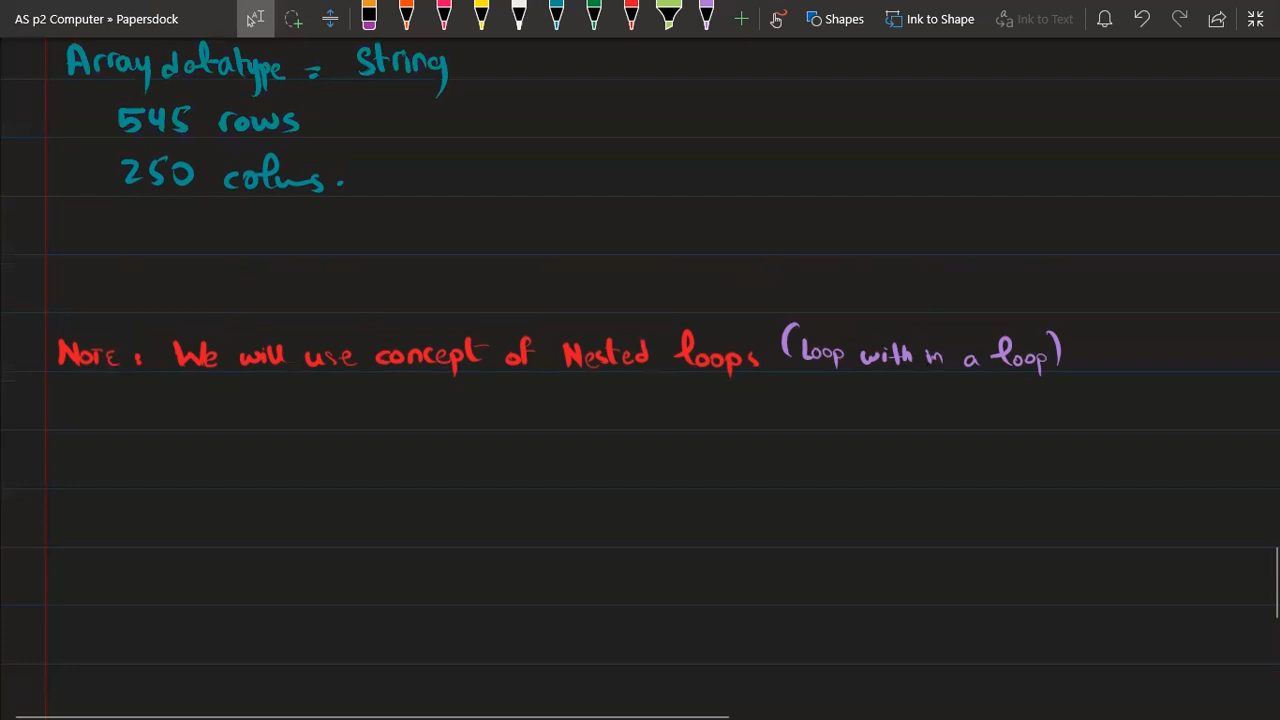 AS p2 Computer » Papersdock
Shapes
Ink to Shape
Ink to Text
Array datatype = String
545 rows
250 colums.
NOTE: We will use concept of Nested loops (Loop with in a loop)